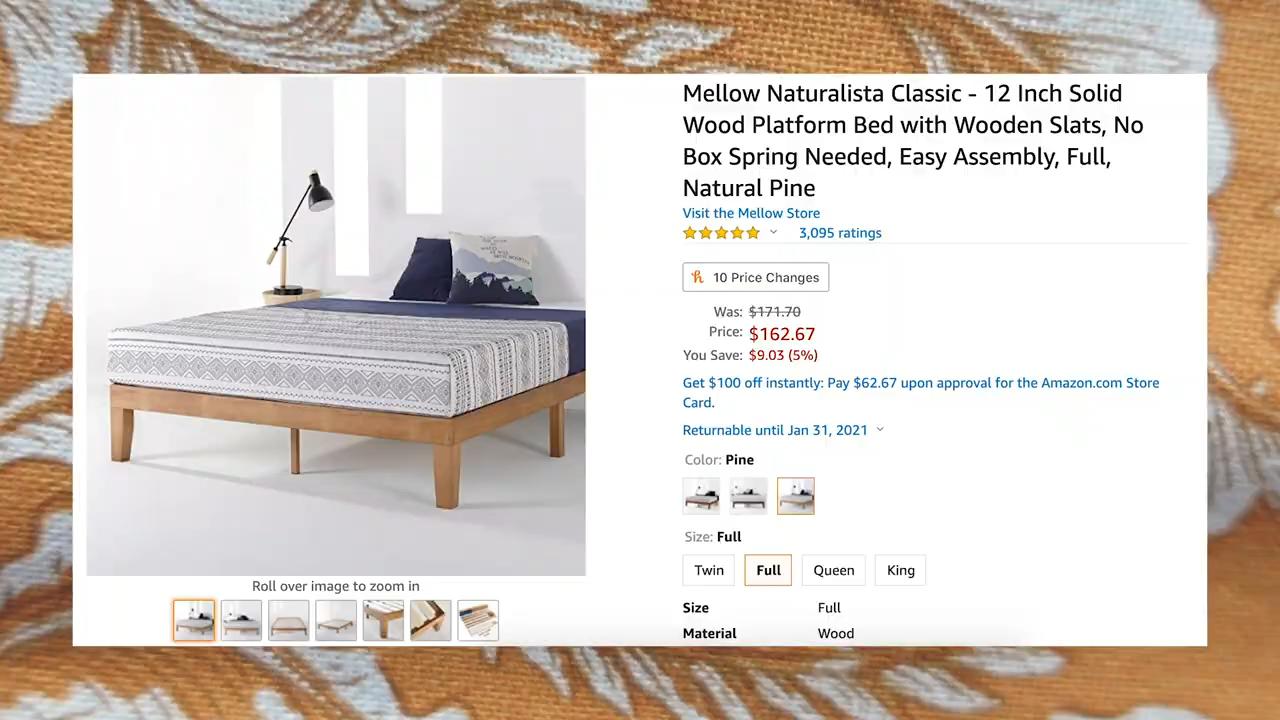 Mellow Naturalista Classic - 12 Inch Solid
Wood Platform Bed with Wooden Slats, No
Box Spring Needed, Easy Assembly, Full,
Natural Pine
Visit the Mellow Store
3,095 ratings
10 Price Changes
Was: $171.70
Price: $162.67
You Save: $9.03 (5%)
Get $100 off instantly: Pay $62.67 upon approval for the Amazon.com Store
Card.
Returnable until Jan 31, 2021
Color: Pine
Size: Full
Twin Full Queen King
Size Full
Material Wood
Roll over image to zoom in